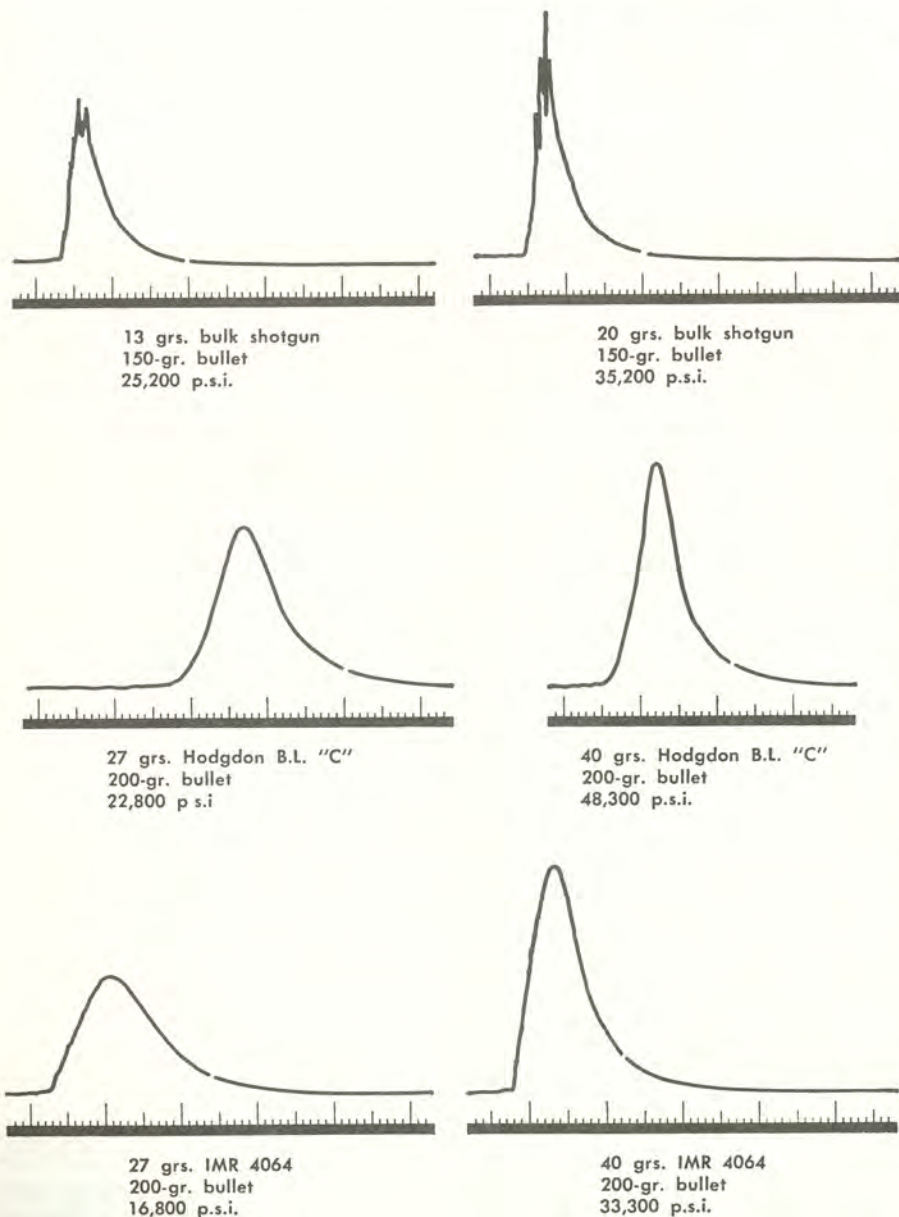 13 grs. bulk shotgun
150-gr. bullet
25,200 p.s.i.
20 grs. bulk shotgun
150-gr. bullet
35,200 p.s.i.
27 grs. Hodgdon B.L. "C"
200-gr. bullet
22,800 p s.i
40 grs. Hodgdon B.L. "C"
200-gr. bullet
48,300 p.s.i.
27 grs. IMR 4064
200-gr. bullet
16,800 p.s.i.
40 grs. IMR 4064
200-gr. bullet
33,300 p.s.i.